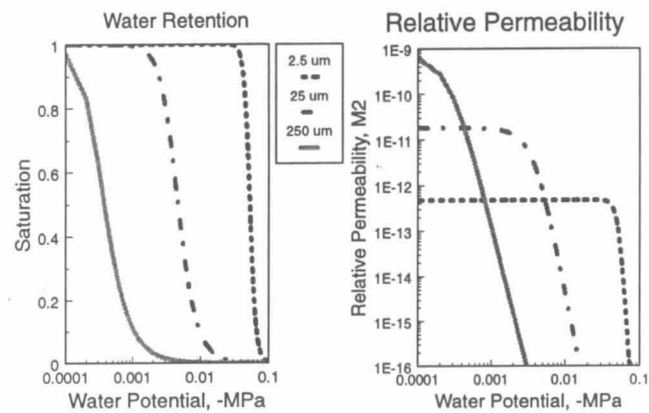 Water Retention
1
0.8
0.6
0.4
0.2
0
Saturation
0.0001
0.001
0.01
0.1
Water Potential, -MPa
2.5 um
25 um
250 um
Relative Permeability
1E-9
1E-10
1E-11
1E-12
1E-13
1E-14
1E-15
1E-16
Relative Permeability, M2
0.0001
0.001
0.01
0.1
Water Potential, -MPa